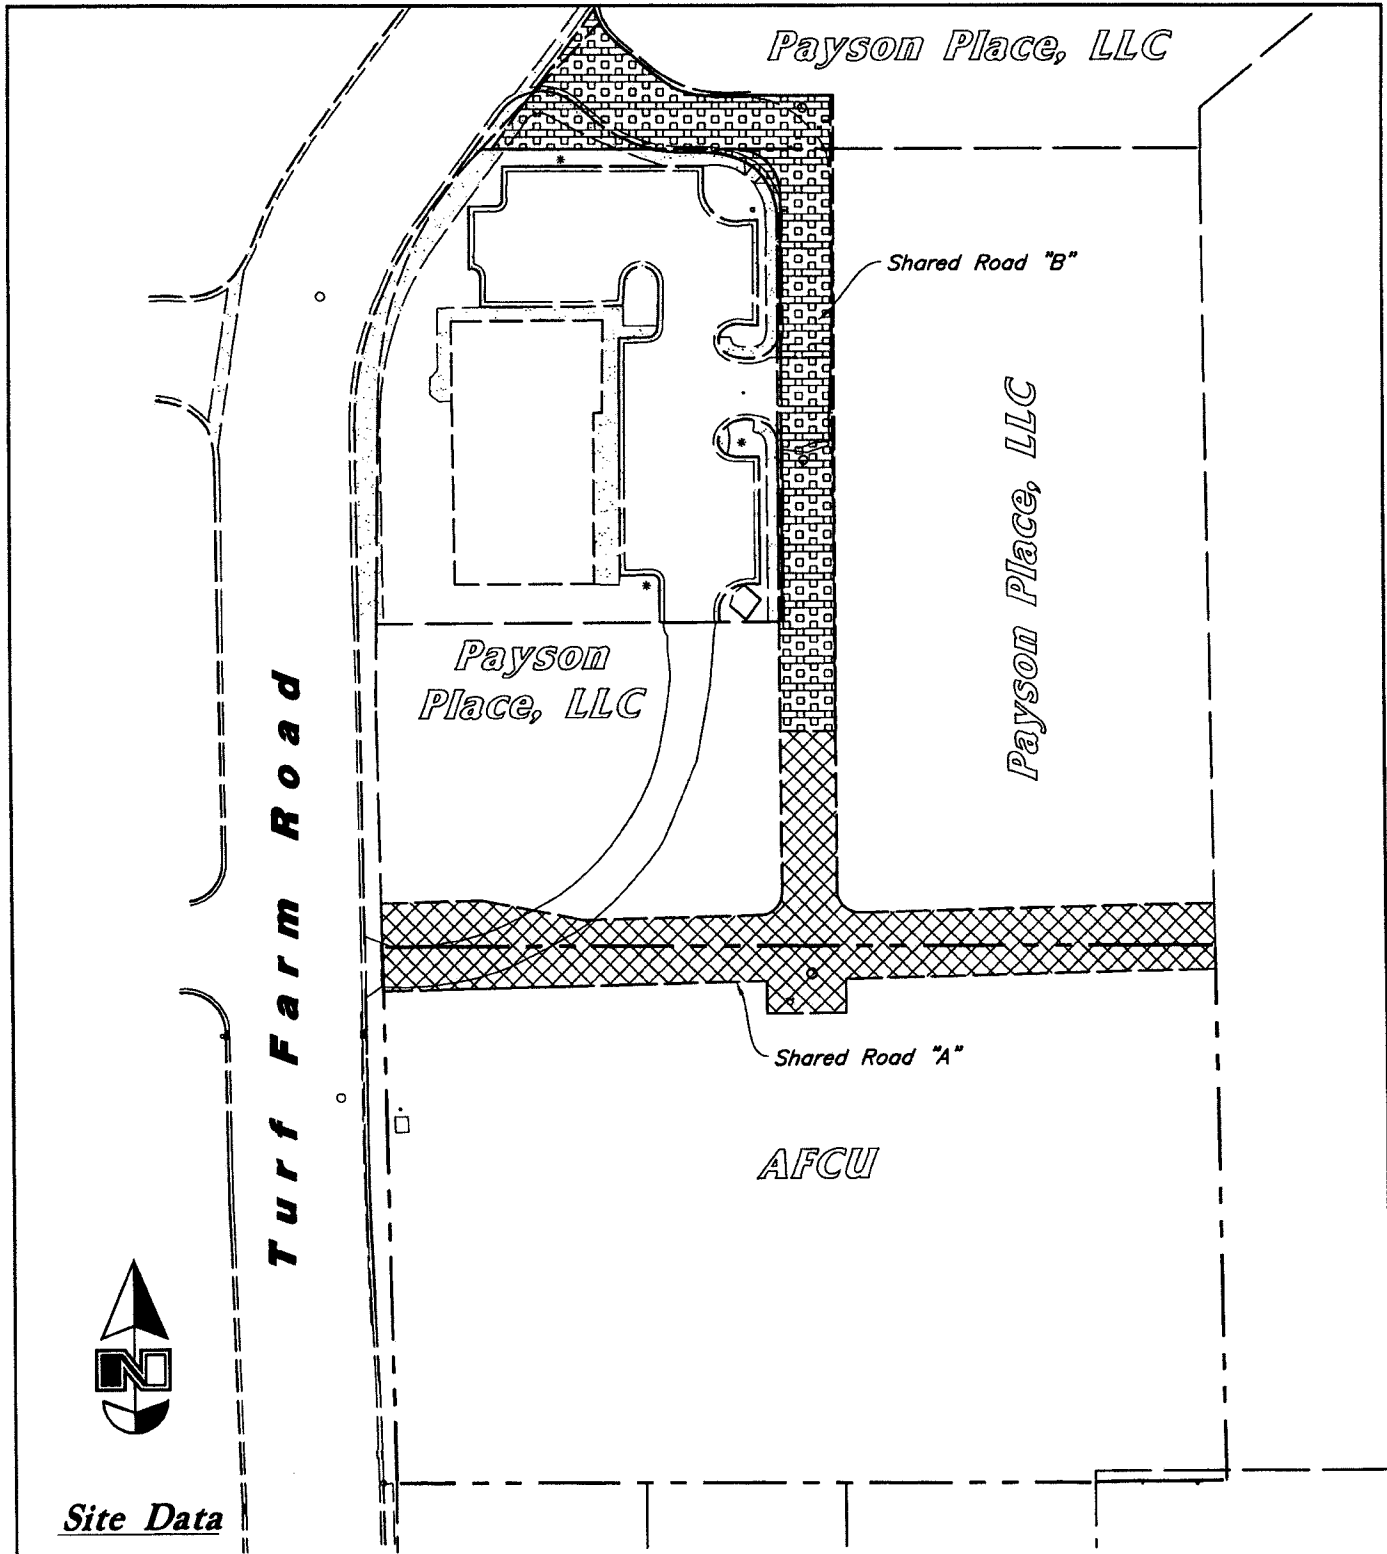 Payson Place, LLC
Shared Road "B"
Payson Place, LLC
Payson
Place, LLC
Turf Farm Road
Shared Road "A"
AFCU
N
Site Data